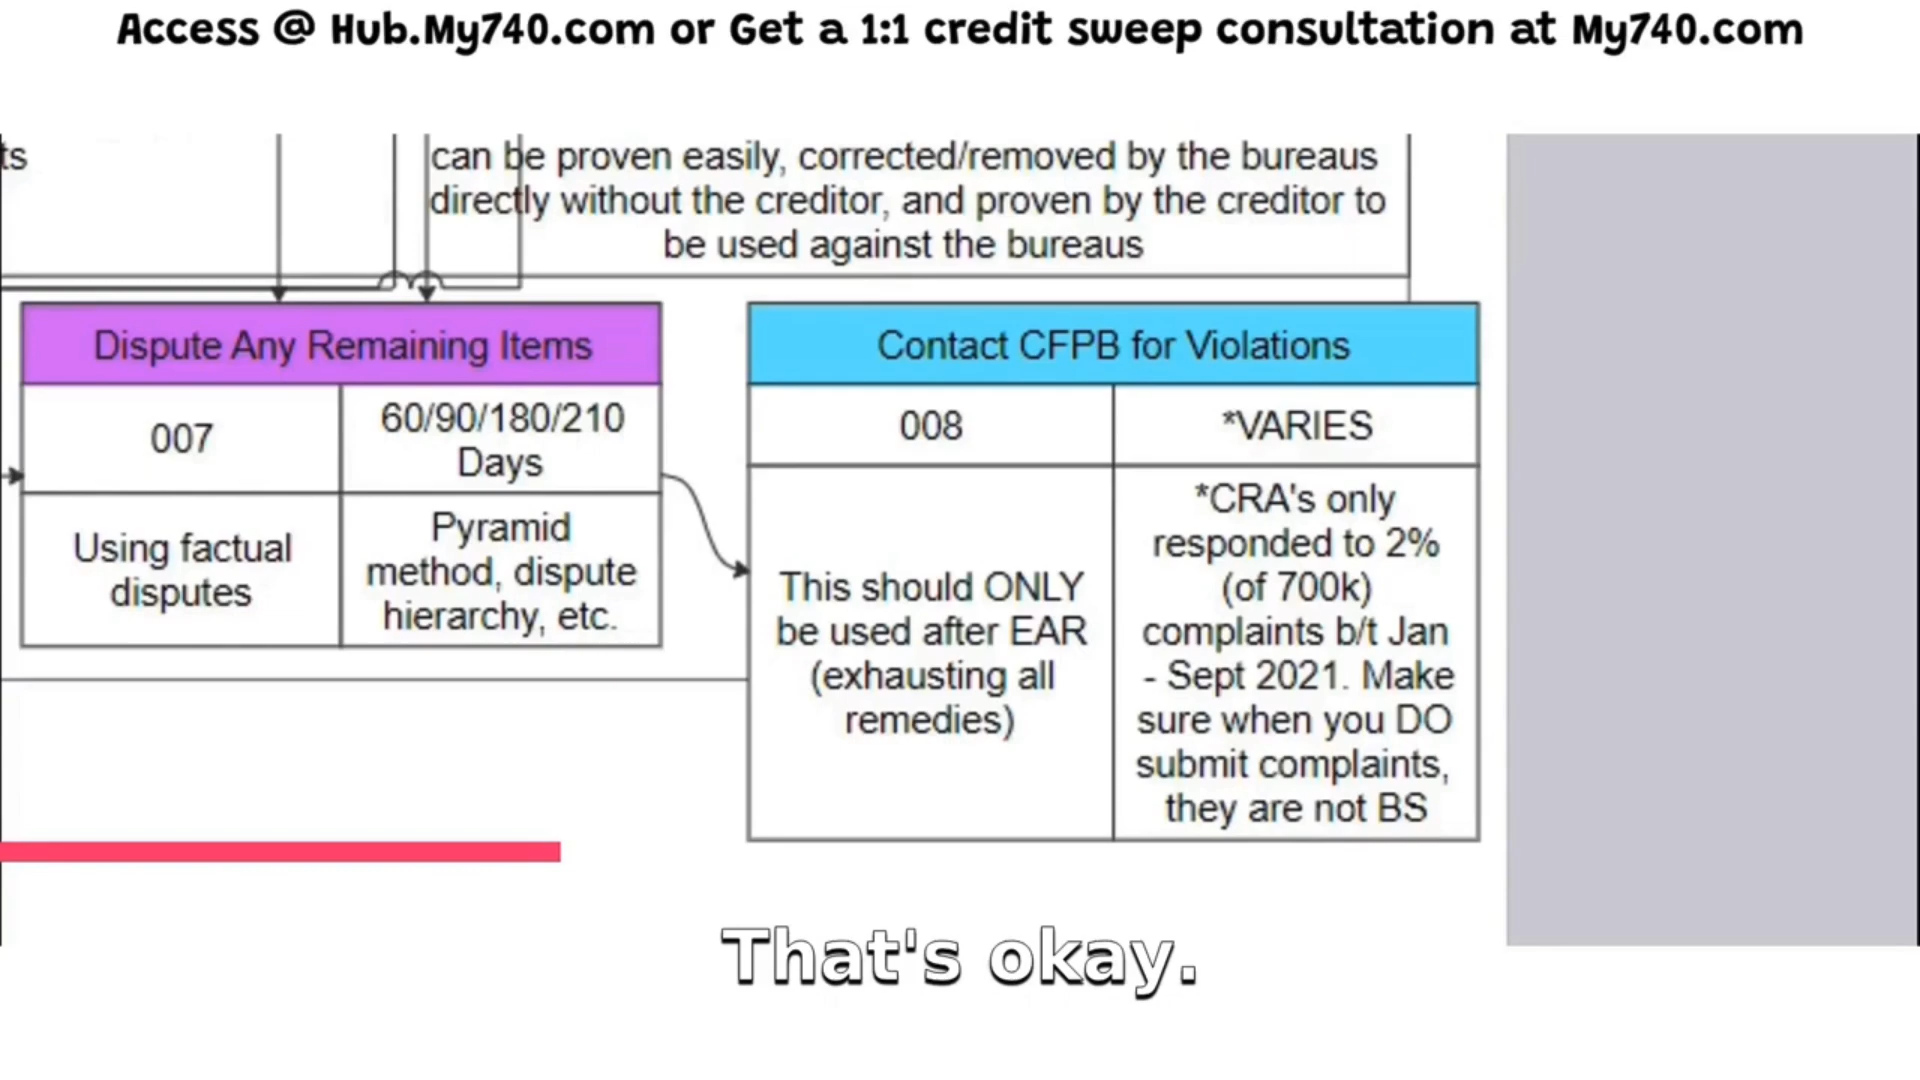 Access @ Hub.My740.com or Get a 1:1 credit sweep consultation at My740.com
ts
can be proven easily, corrected/removed by the bureaus
directly without the creditor, and proven by the creditor to
be used against the bureaus
Dispute Any Remaining Items
007
60/90/180/210
Days
Using factual
disputes
Pyramid
method, dispute
hierarchy, etc.
Contact CFPB for Violations
008
*VARIES
This should ONLY
be used after EAR
(exhausting all
remedies)
*CRA's only
responded to 2%
(of 700k)
complaints b/t Jan
- Sept 2021. Make
sure when you DO
submit complaints,
they are not BS
That's okay.